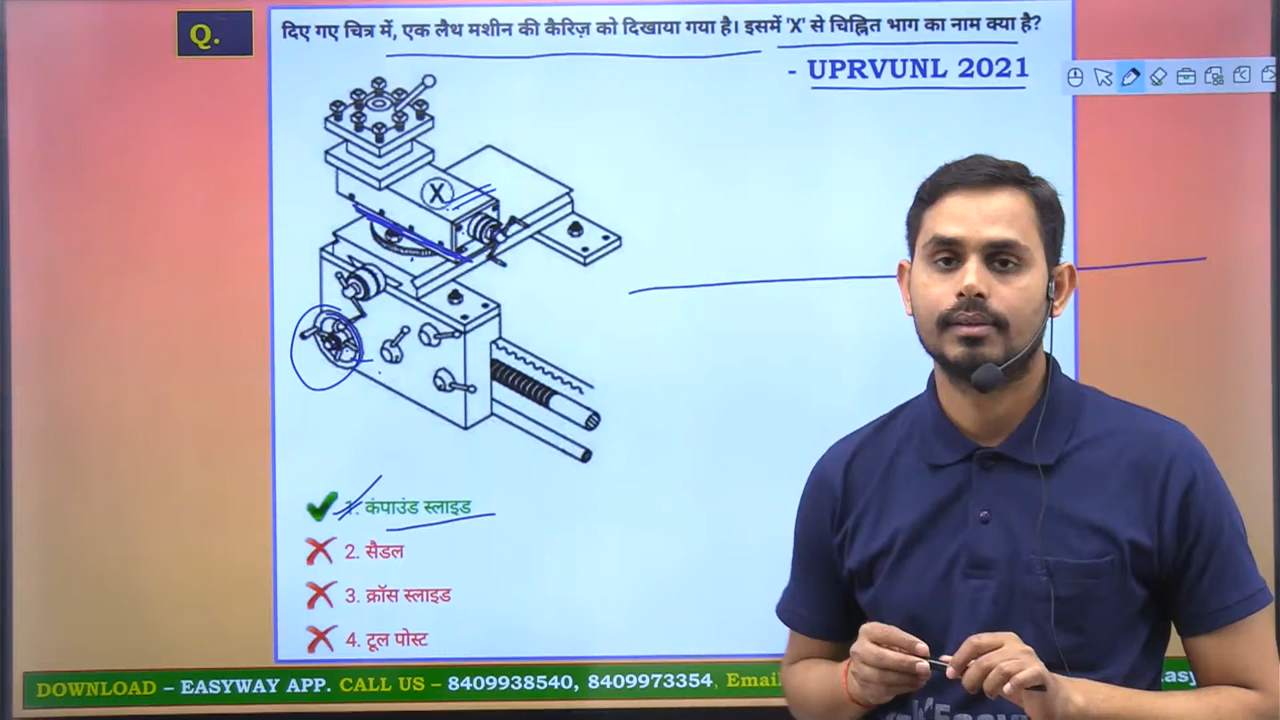 Q.
दिए गए चित्र में, एक लैथ मशीन की कैरिज़ को दिखाया गया है। इसमें 'X' से चिह्नित भाग का नाम क्या है?
- UPRVUNL 2021
X
1. कंपाउंड स्लाइड
2. सैडल
3. क्रॉस स्लाइड
4. टूल पोस्ट
DOWNLOAD – EASYWAY APP. CALL US – 8409938540, 8409973354, Email